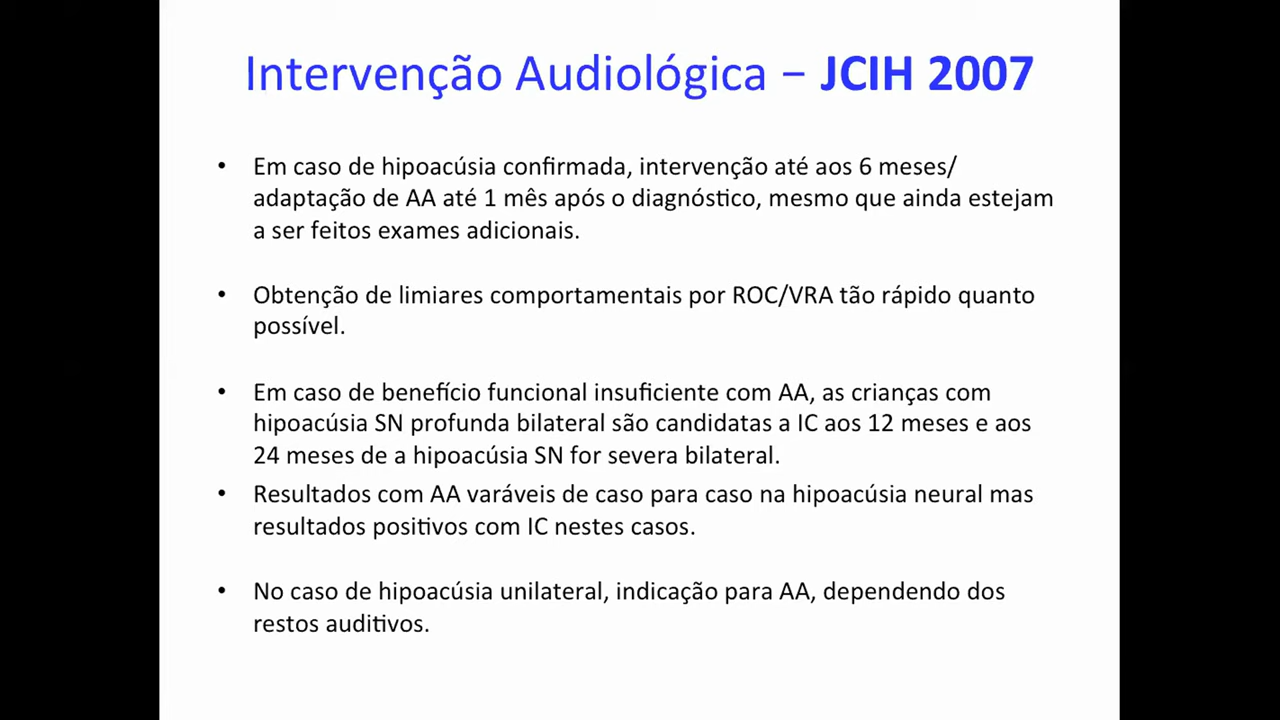 Intervenção Audiológica – JCIH 2007
• Em caso de hipoacúsia confirmada, intervenção até aos 6 meses/
adaptação de AA até 1 mês após o diagnóstico, mesmo que ainda estejam
a ser feitos exames adicionais.
• Obtenção de limiares comportamentais por ROC/VRA tão rápido quanto
possível.
• Em caso de benefício funcional insuficiente com AA, as crianças com
hipoacúsia SN profunda bilateral são candidatas a IC aos 12 meses e aos
24 meses de a hipoacúsia SN for severa bilateral.
• Resultados com AA varáveis de caso para caso na hipoacúsia neural mas
resultados positivos com IC nestes casos.
• No caso de hipoacúsia unilateral, indicação para AA, dependendo dos
restos auditivos.